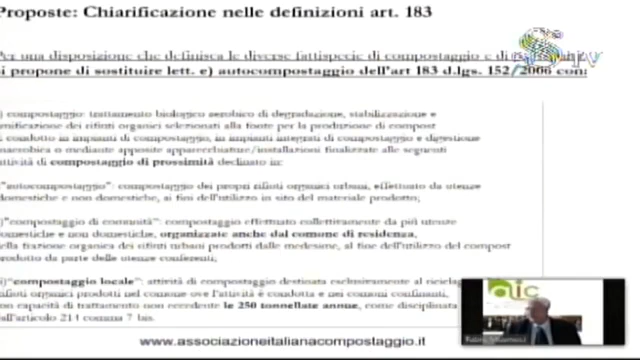 Proposte: Chiarificazione nelle definizioni art. 183
Per una disposizione che definisca le diverse fattispecie di compostaggio e di
si propone di sostituire lett. e) autocompostaggio dell'art 183 d.lgs. 152/2006 con:
) compostaggio: trattamento biologico aerobico di degradazione, stabilizzazione e
mificazione dei rifiuti organici selezionati alla fonte per la produzione di compost
condotto in impianti di compostaggio, in impianti integrati di compostaggio e digestione
anaerobica o mediante apposite apparecchiature/installazioni finalizzate alle seguenti
attività di compostaggio di prossimità declinato in:
)"autocompostaggio": compostaggio dei propri rifiuti organici urbani, effettuato da utenze
domestiche e non domestiche, ai fini dell'utilizzo in sito del materiale prodotto;
)"compostaggio di comunità": compostaggio effettuato collettivamente da più utenze
domestiche e non domestiche, organizzate anche dal comune di residenza,
della frazione organica dei rifiuti urbani prodotti dalle medesime, al fine dell'utilizzo del compost
prodotto da parte delle utenze conferenti;
)"compostaggio locale": attività di compostaggio destinata esclusivamente al
rifiuti organici prodotti nel comune ove l'attività è condotta e nei comuni confinanti,
con capacità di trattamento non eccedente le 250 tonnellate annue, come disciplinata
dall'articolo 214 comma 7 bis.
www.associazioneitalianacompostaggio.it